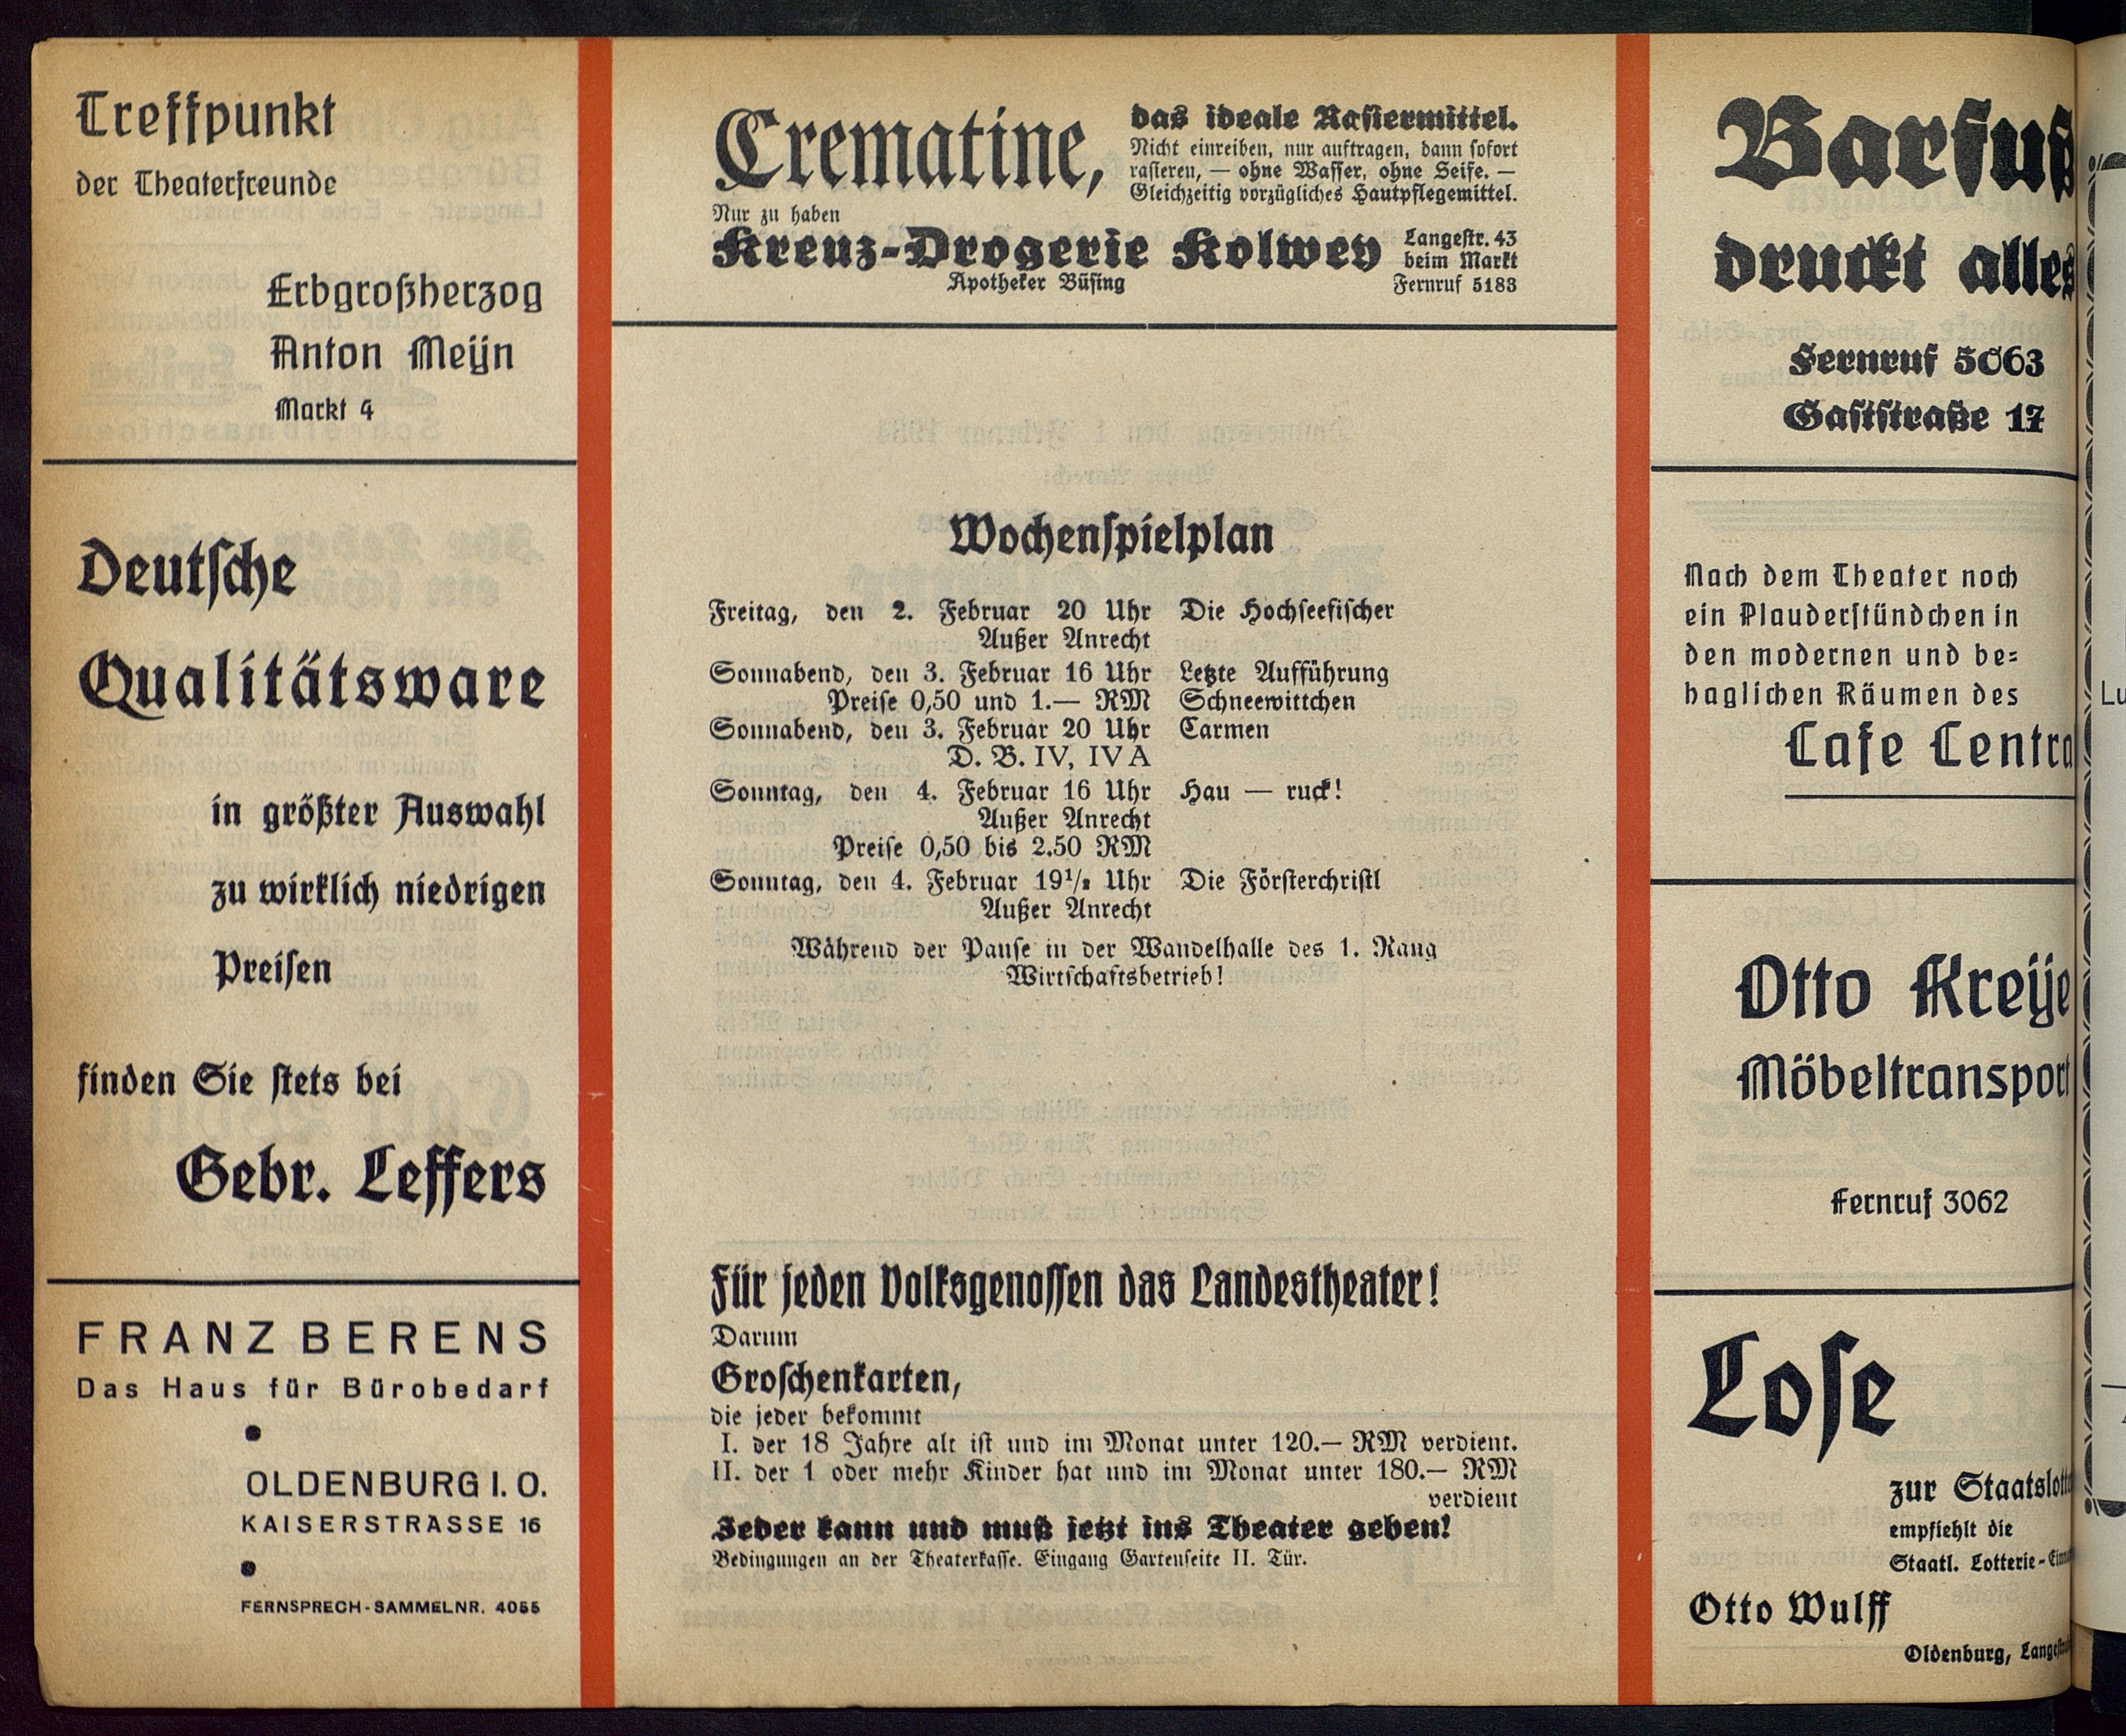 Treffpunkt
der Theaterfreunde
Erbgroßherzog
Anton Meijn
Markt 4
Deutsche
Qualitätsware
in größter Auswahl
zu wirklich niedrigen
Preisen
finden Sie stets bei
Gebr. Leffers
FRANZ BERENS
Das Haus für Bürobedarf
OLDENBURG I. O.
KAISERSTRASSE 16
FERNSPRECH-SAMMELNR. 4055
Crematine,
das ideale Rasiermittel.
Nicht einreiben, nur auftragen, dann sofort
rasieren, — ohne Wasser, ohne Seife. —
Gleichzeitig vorzügliches Hautpflegemittel.
Nur zu haben
Kreuz-Drogerie Kolwey
Apotheker Büsing
Langestr. 43
beim Markt
Fernruf 5183
Wochenspielplan
Freitag, den 2. Februar 20 Uhr Die Hochseefischer
Außer Anrecht
Sonnabend, den 3. Februar 16 Uhr Letzte Aufführung
Preise 0,50 und 1.— RM Schneewittchen
Sonnabend, den 3. Februar 20 Uhr Carmen
D. B. IV, IV A
Sonntag, den 4. Februar 16 Uhr Hau — ruck!
Außer Anrecht
Preise 0,50 bis 2.50 RM
Sonntag, den 4. Februar 19½ Uhr Die Försterchristl
Außer Anrecht
Während der Pause in der Wandelhalle des 1. Rang
Wirtschaftsbetrieb!
Für jeden Volksgenossen das Landestheater!
Darum
Groschenkarten,
die jeder bekommt
I. der 18 Jahre alt ist und im Monat unter 120.— RM verdient.
II. der 1 oder mehr Kinder hat und im Monat unter 180.— RM
verdient
Jeder kann und muß jetzt ins Theater gehen!
Bedingungen an der Theaterkasse. Eingang Gartenseite II. Tür.
Barfuß
druckt alles
Fernruf 5063
Gaststraße 17
Nach dem Theater noch
ein Plauderstündchen in
den modernen und be-
haglichen Räumen des
Cafe Centra
Otto Kreije
Möbeltransport
Fernruf 3062
Lose
zur Staatslott
empfiehlt die
Staatl. Lotterie-Einn
Otto Wulff
Oldenburg, Lange